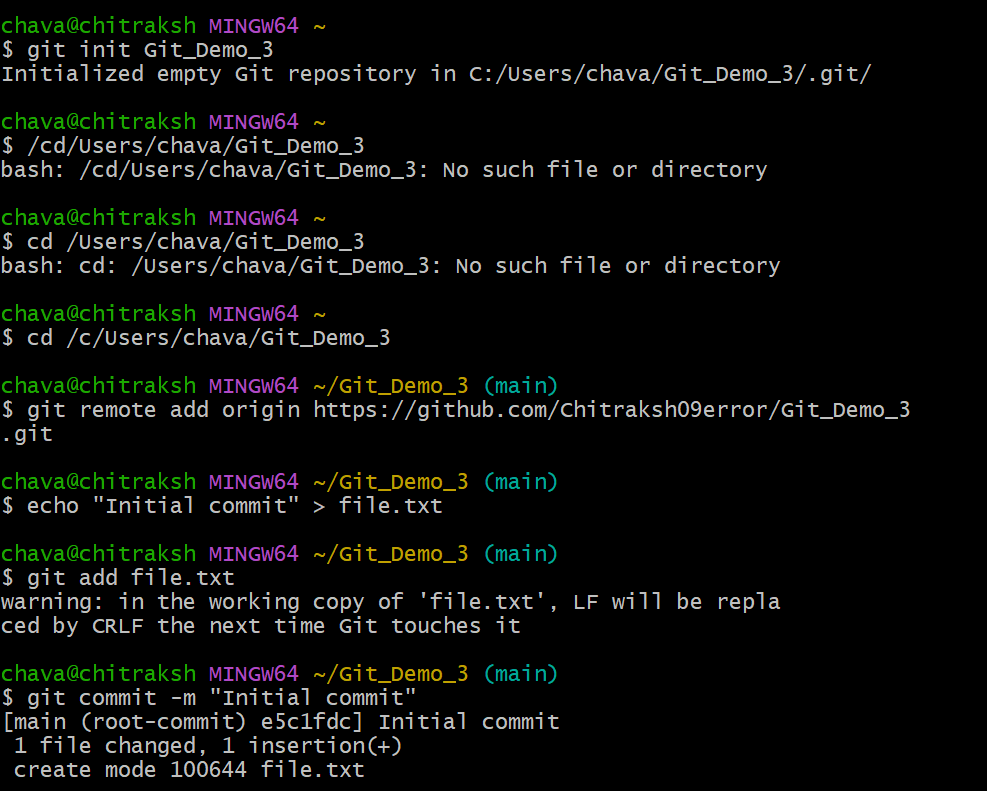 chava@chitraksh MINGW64 ~
$ git init Git_Demo_3
Initialized empty Git repository in C:/Users/chava/Git_Demo_3/.git/
chava@chitraksh MINGW64 ~
$ /cd/Users/chava/Git_Demo_3
bash: /cd/Users/chava/Git_Demo_3: No such file or directory
chava@chitraksh MINGW64 ~
$ cd /Users/chava/Git_Demo_3
bash: cd: /Users/chava/Git_Demo_3: No such file or directory
chava@chitraksh MINGW64 ~
$ cd /c/Users/chava/Git_Demo_3
chava@chitraksh MINGW64 ~/Git_Demo_3 (main)
$ git remote add origin https://github.com/Chitraksh09error/Git_Demo_3
.git
chava@chitraksh MINGW64 ~/Git_Demo_3 (main)
$ echo "Initial commit" > file.txt
chava@chitraksh MINGW64 ~/Git_Demo_3 (main)
$ git add file.txt
warning: in the working copy of 'file.txt', LF will be repla
ced by CRLF the next time Git touches it
chava@chitraksh MINGW64 ~/Git_Demo_3 (main)
$ git commit -m "Initial commit"
[main (root-commit) e5c1fdc] Initial commit
 1 file changed, 1 insertion(+)
 create mode 100644 file.txt